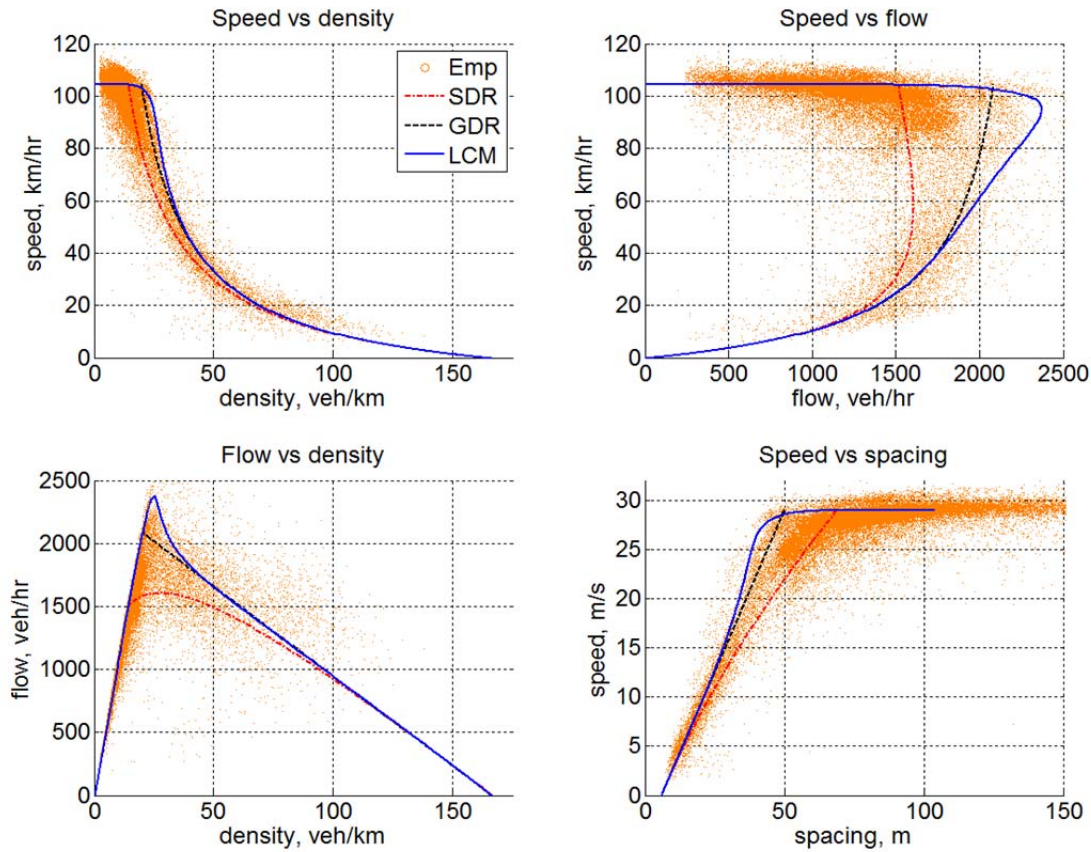 Speed vs density
120
100
80
60
40
20
0
speed, km/hr
0
50
100
150
density, veh/km
Emp
SDR
GDR
LCM
Speed vs flow
120
100
80
60
40
20
0
speed, km/hr
0
500
1000
1500
2000
2500
flow, veh/hr
Flow vs density
2500
2000
1500
1000
500
0
flow, veh/hr
0
50
100
150
density, veh/km
Speed vs spacing
30
25
20
15
10
5
0
speed, m/s
0
50
100
150
spacing, m